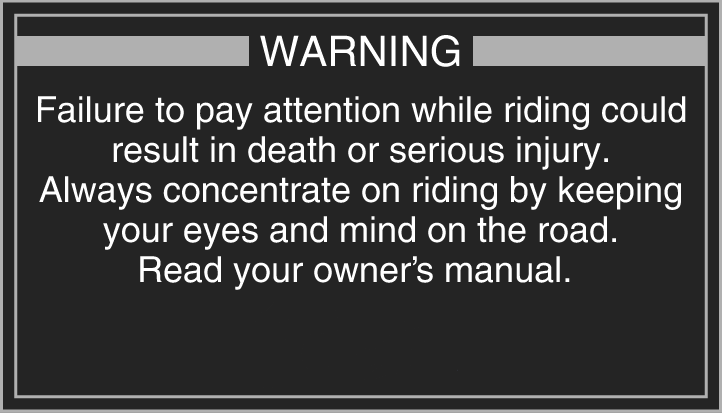 WARNING
Failure to pay attention while riding could
result in death or serious injury.
Always concentrate on riding by keeping
your eyes and mind on the road.
Read your owner’s manual.